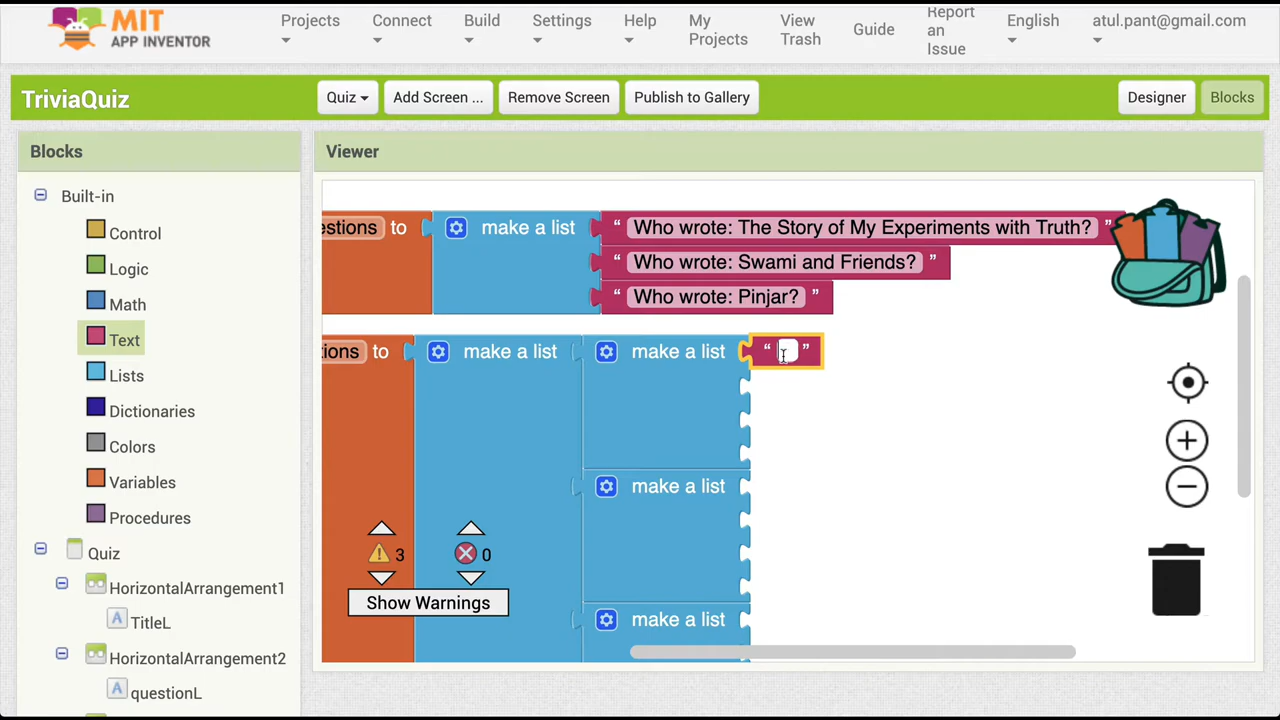 MIT
APP INVENTOR
Projects
Connect
Build
Settings
Help
My
Projects
View
Trash
Guide
Report
an
Issue
English
atul.pant@gmail.com
TriviaQuiz
Quiz
Add Screen ...
Remove Screen
Publish to Gallery
Designer
Blocks
Blocks
Viewer
Built-in
Control
Logic
Math
Text
Lists
Dictionaries
Colors
Variables
Procedures
Quiz
HorizontalArrangement1
TitleL
HorizontalArrangement2
questionL
estions to make a list “ Who wrote: The Story of My Experiments with Truth? ”
“ Who wrote: Swami and Friends? ”
“ Who wrote: Pinjar? ”
tions to make a list make a list “ ”
make a list
make a list
3 0
Show Warnings